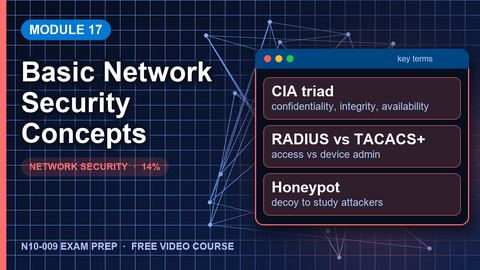 MODULE 17
Basic Network
Security
Concepts
NETWORK SECURITY · 14%
N10-009 EXAM PREP · FREE VIDEO COURSE
key terms
CIA triad
confidentiality, integrity, availability
RADIUS vs TACACS+
access vs device admin
Honeypot
decoy to study attackers